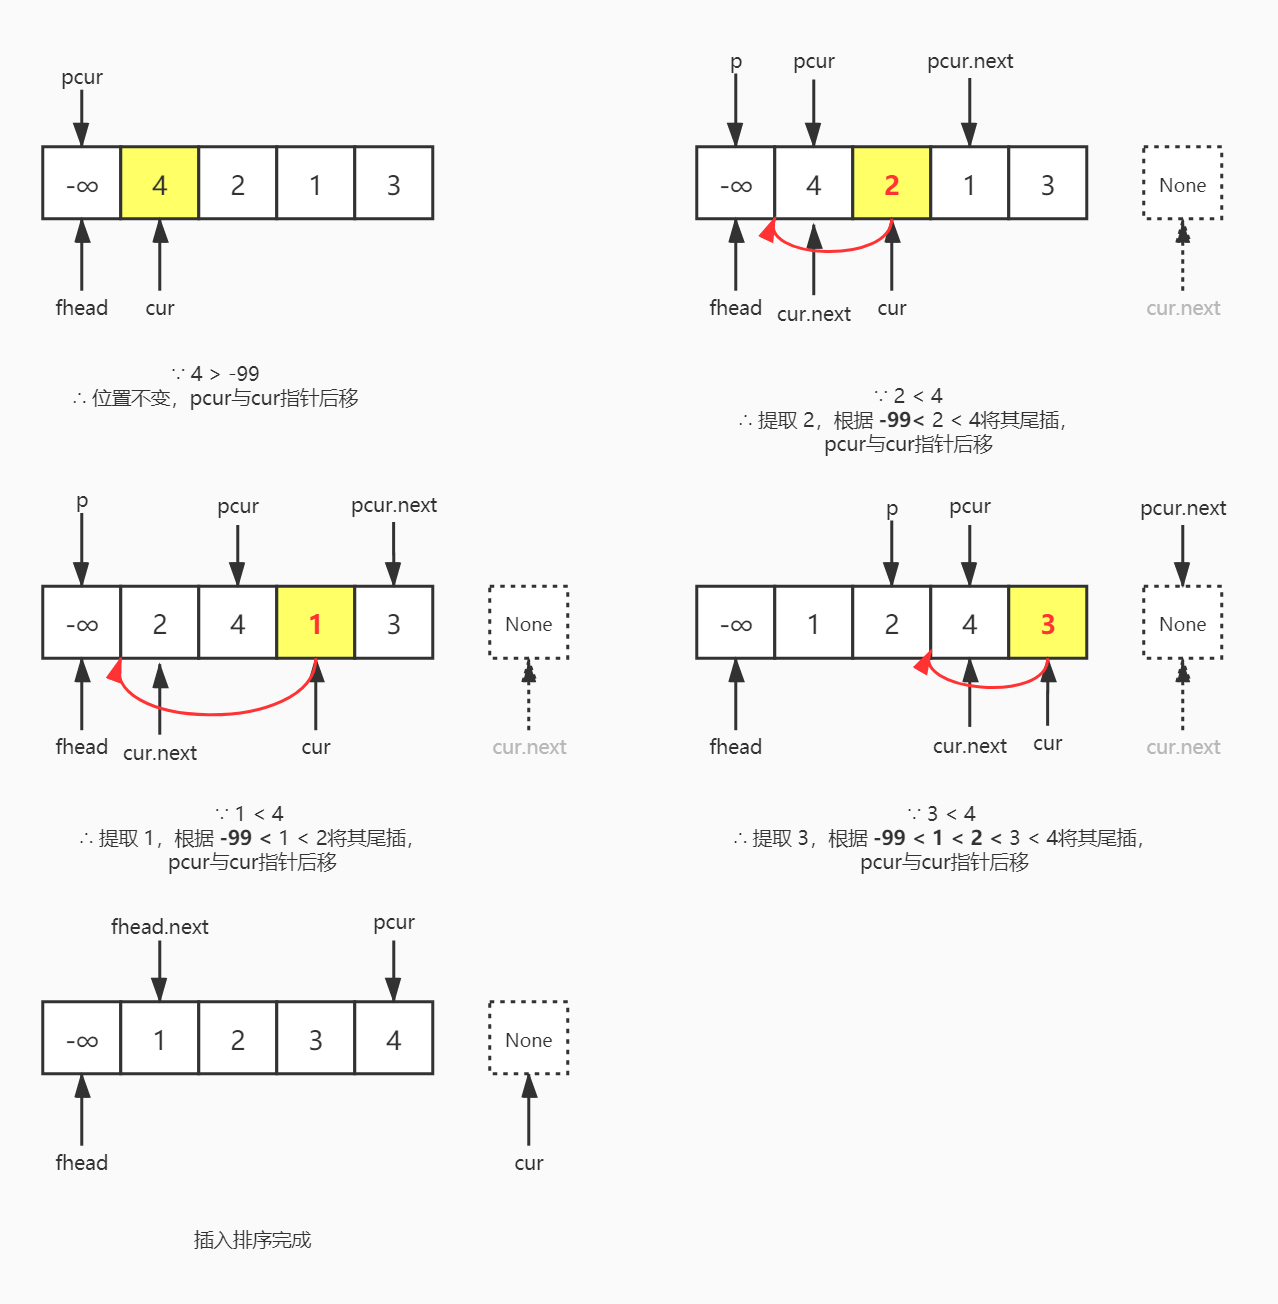 pcur
-∞ 4 2 1 3
fhead cur
∵ 4 > -99
∴ 位置不变，pcur与cur指针后移
p pcur pcur.next
-∞ 4 2 1 3 None
fhead cur.next cur cur.next
∵ 2 < 4
∴ 提取 2，根据 -99< 2 < 4将其尾插，
pcur与cur指针后移
p pcur pcur.next
-∞ 2 4 1 3 None
fhead cur.next cur cur.next
∵ 1 < 4
∴ 提取 1，根据 -99 < 1 < 2将其尾插，
pcur与cur指针后移
p pcur pcur.next
-∞ 1 2 4 3 None
fhead cur.next cur cur.next
∵ 3 < 4
∴ 提取 3，根据 -99 < 1 < 2 < 3 < 4将其尾插，
pcur与cur指针后移
fhead.next pcur
-∞ 1 2 3 4 None
fhead cur
插入排序完成